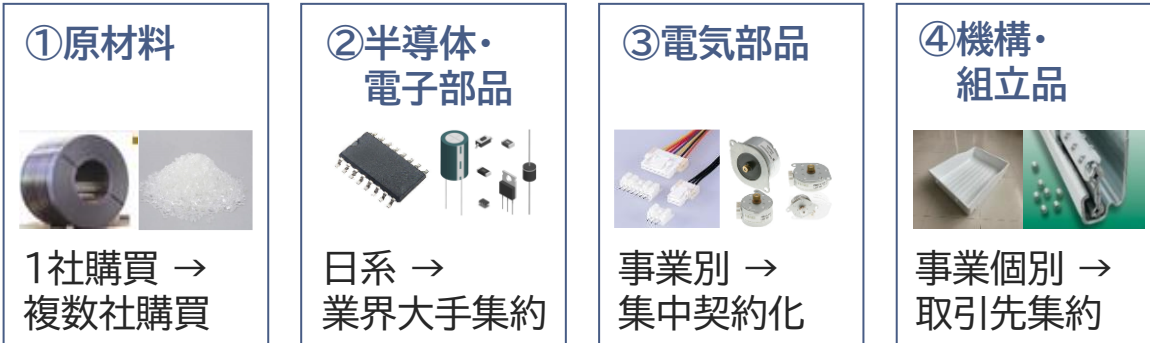 ①原材料
1社購買 →
複数社購買
②半導体・
電子部品
日系 →
業界大手集約
③電気部品
事業別 →
集中契約化
④機構・
組立品
事業個別 →
取引先集約